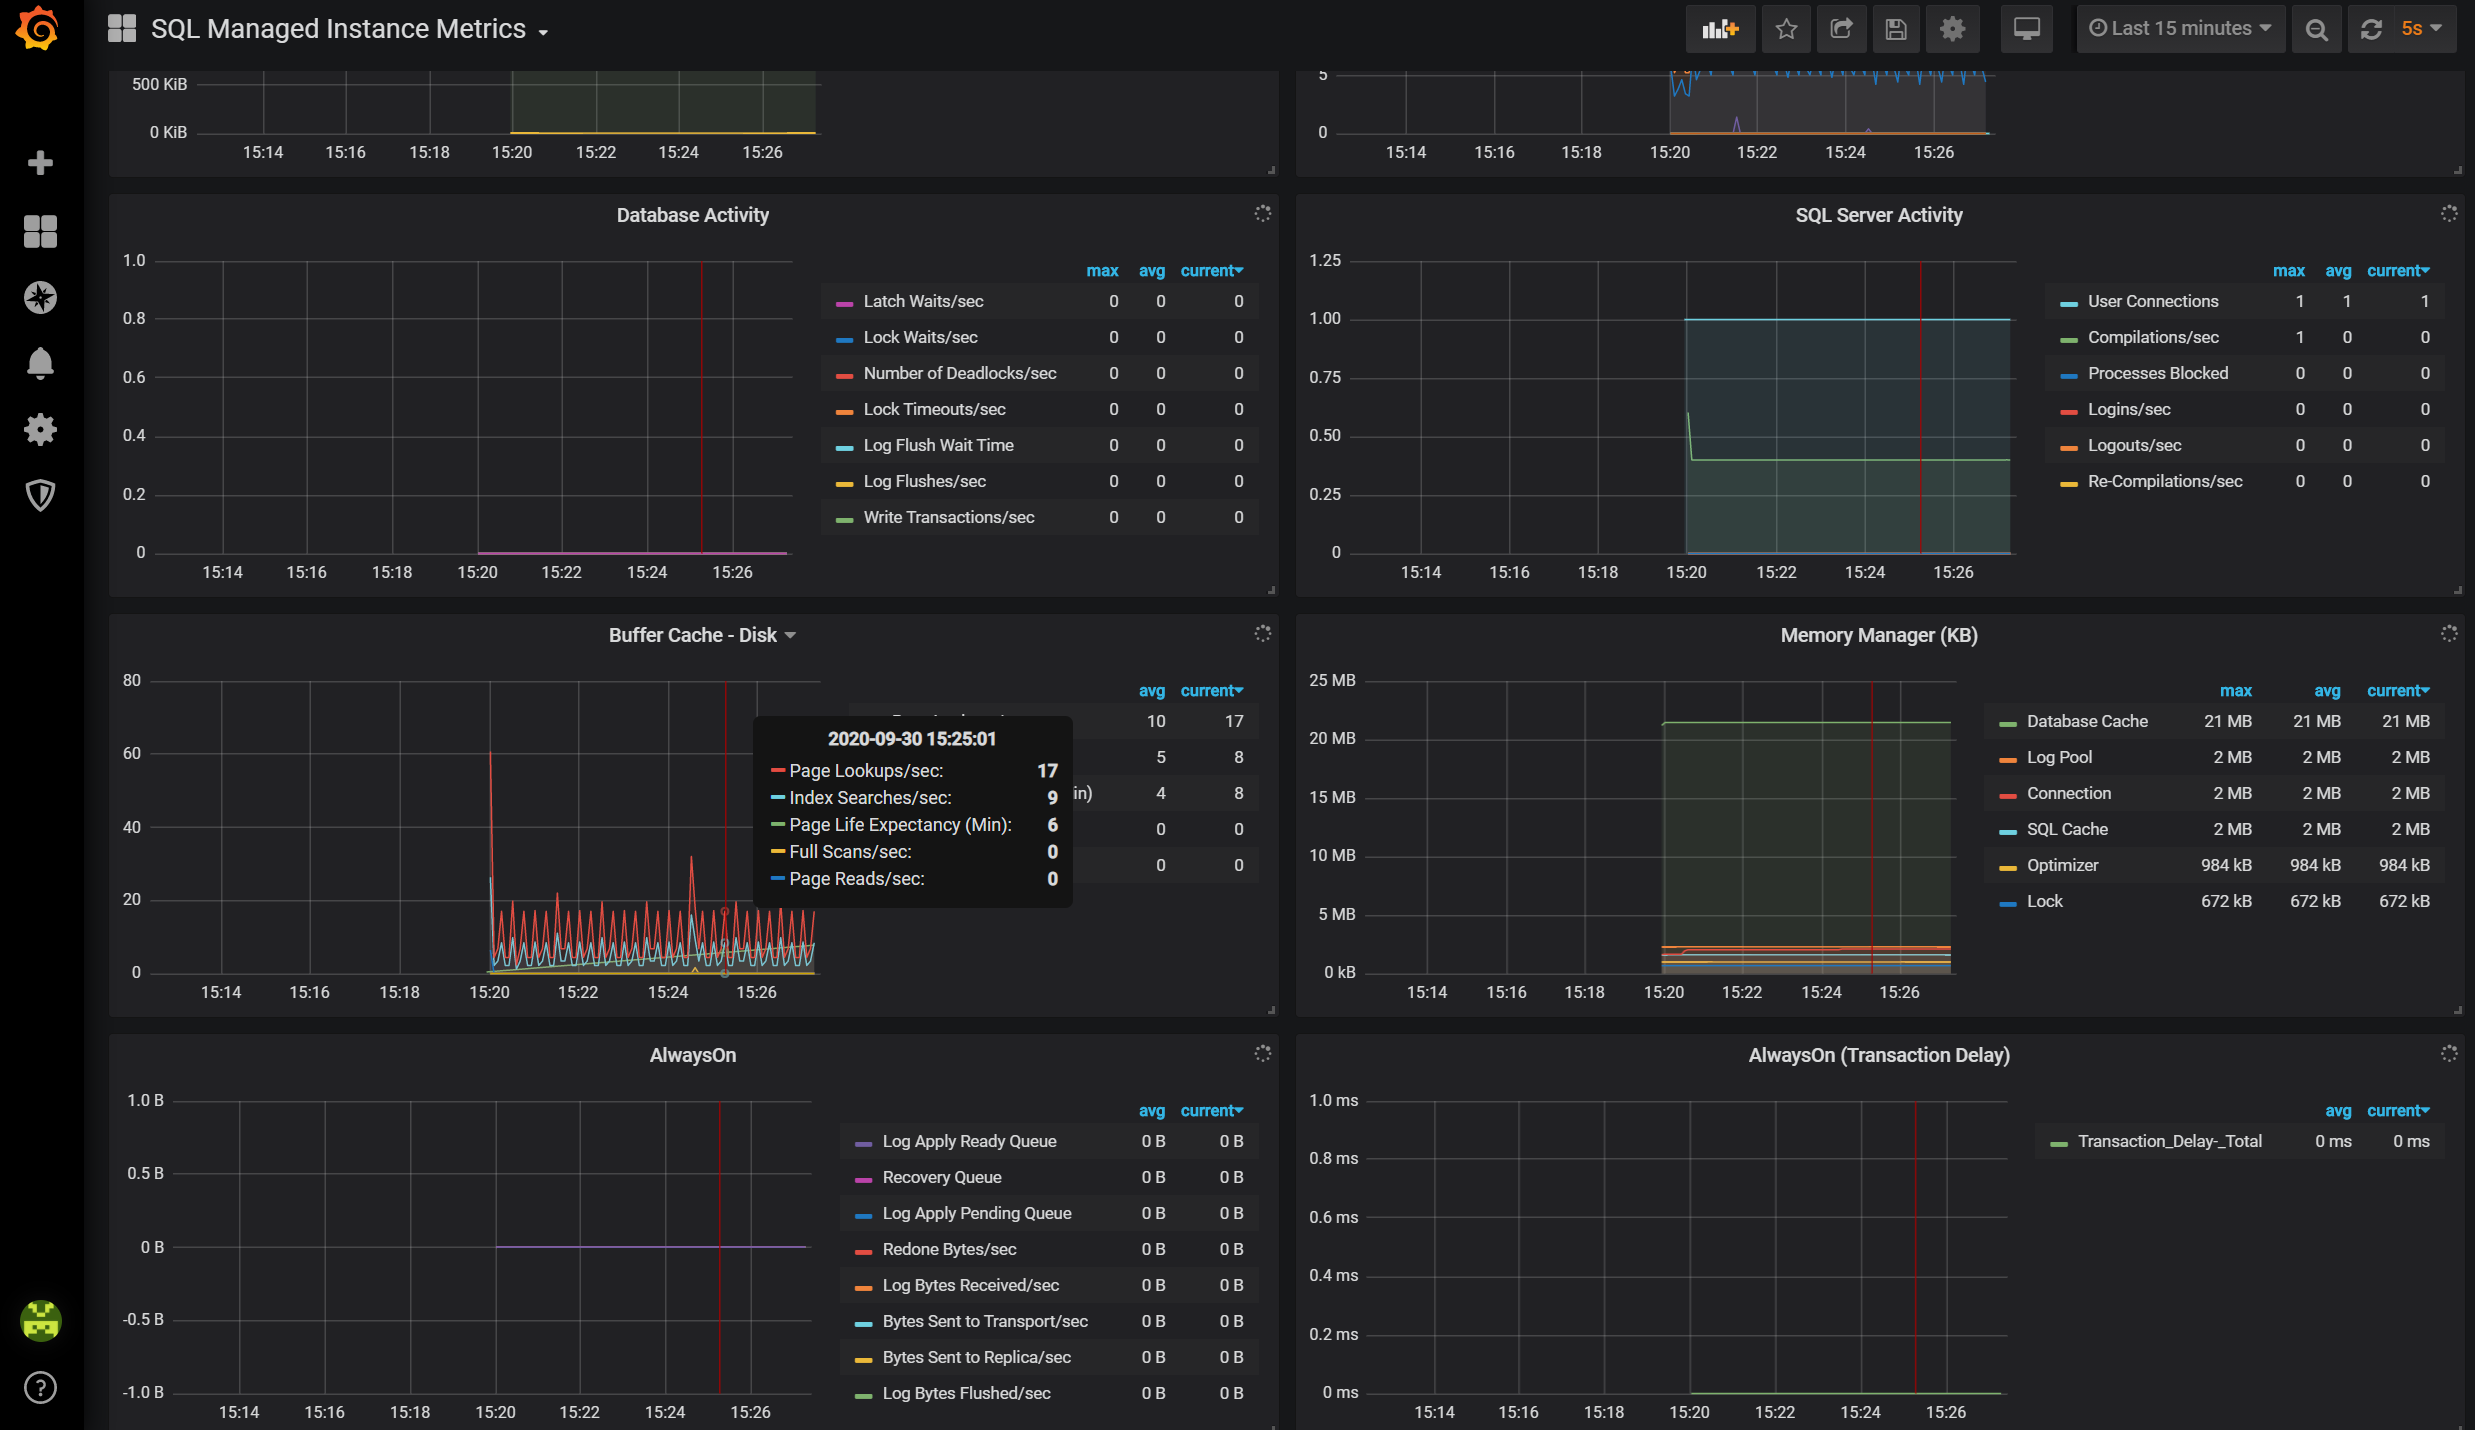 SQL Managed Instance Metrics
Last 15 minutes
5s
500 KiB
0 KiB
15:14 15:16 15:18 15:20 15:22 15:24 15:26
5
0
15:14 15:16 15:18 15:20 15:22 15:24 15:26
Database Activity
1.0
0.8
0.6
0.4
0.2
0
15:14 15:16 15:18 15:20 15:22 15:24 15:26
max avg current
Latch Waits/sec 0 0 0
Lock Waits/sec 0 0 0
Number of Deadlocks/sec 0 0 0
Lock Timeouts/sec 0 0 0
Log Flush Wait Time 0 0 0
Log Flushes/sec 0 0 0
Write Transactions/sec 0 0 0
SQL Server Activity
1.25
1.00
0.75
0.50
0.25
0
15:14 15:16 15:18 15:20 15:22 15:24 15:26
max avg current
User Connections 1 1 1
Compilations/sec 1 0 0
Processes Blocked 0 0 0
Logins/sec 0 0 0
Logouts/sec 0 0 0
Re-Compilations/sec 0 0 0
Buffer Cache - Disk
80
60
40
20
0
15:14 15:16 15:18 15:20 15:22 15:24 15:26
avg current
10 17
5 8
in) 4 8
0 0
0 0
2020-09-30 15:25:01
Page Lookups/sec: 17
Index Searches/sec: 9
Page Life Expectancy (Min): 6
Full Scans/sec: 0
Page Reads/sec: 0
Memory Manager (KB)
25 MB
20 MB
15 MB
10 MB
5 MB
0 kB
15:14 15:16 15:18 15:20 15:22 15:24 15:26
max avg current
Database Cache 21 MB 21 MB 21 MB
Log Pool 2 MB 2 MB 2 MB
Connection 2 MB 2 MB 2 MB
SQL Cache 2 MB 2 MB 2 MB
Optimizer 984 kB 984 kB 984 kB
Lock 672 kB 672 kB 672 kB
AlwaysOn
1.0 B
0.5 B
0 B
-0.5 B
-1.0 B
15:14 15:16 15:18 15:20 15:22 15:24 15:26
avg current
Log Apply Ready Queue 0 B 0 B
Recovery Queue 0 B 0 B
Log Apply Pending Queue 0 B 0 B
Redone Bytes/sec 0 B 0 B
Log Bytes Received/sec 0 B 0 B
Bytes Sent to Transport/sec 0 B 0 B
Bytes Sent to Replica/sec 0 B 0 B
Log Bytes Flushed/sec 0 B 0 B
AlwaysOn (Transaction Delay)
1.0 ms
0.8 ms
0.6 ms
0.4 ms
0.2 ms
0 ms
15:14 15:16 15:18 15:20 15:22 15:24 15:26
avg current
Transaction_Delay-_Total 0 ms 0 ms